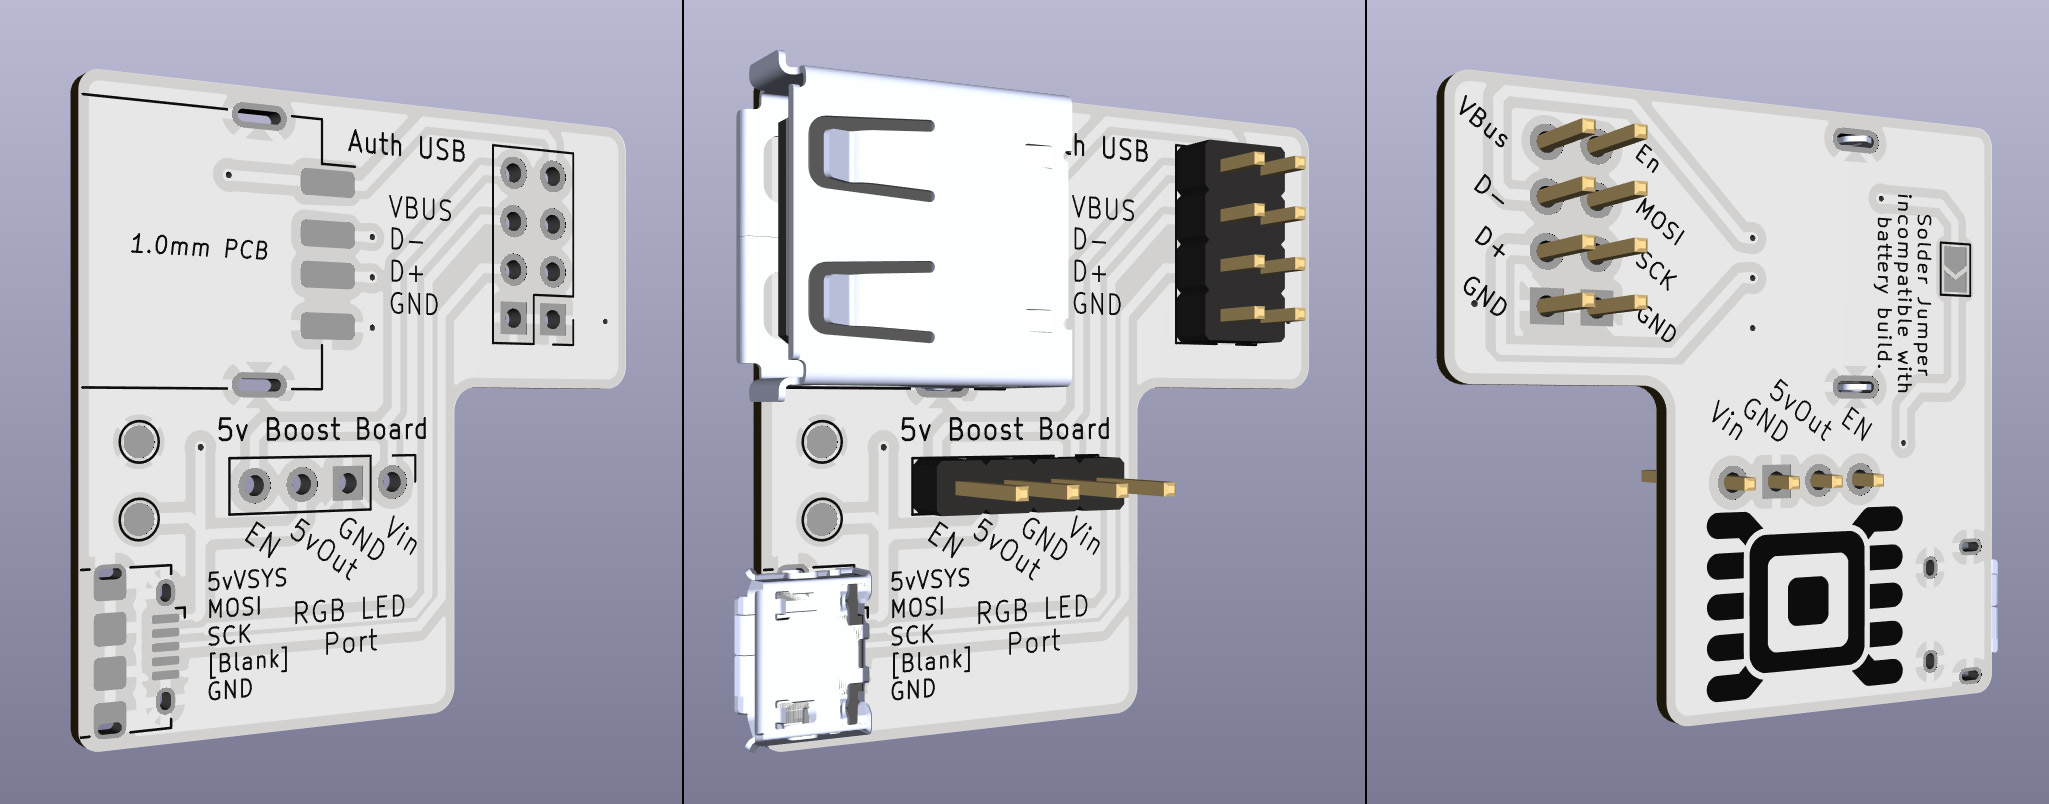 Auth USB
VBUS
D-
D+
GND
1.0mm PCB
5v Boost Board
EN
5vOut
GND
Vin
5vVSYS
MOSI
SCK
[Blank]
GND
RGB LED
Port
th USB
VBUS
D-
D+
GND
5v Boost Board
EN
5vOut
GND
Vin
5vVSYS
MOSI
SCK
[Blank]
GND
RGB LED
Port
VBus
D-
D+
GND
En
MOSI
SCK
GND
Solder Jumper
incompatible with
battery build.
Vin
GND
5vOut
EN